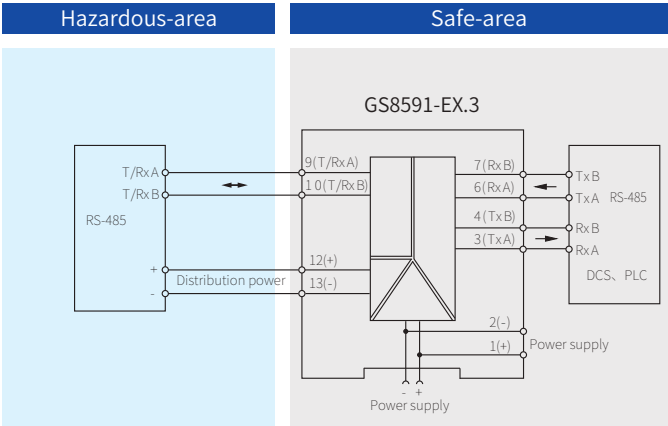 Hazardous-area
Safe-area
GS8591-EX.3
T/RxA
T/RxB
RS-485
+
-
Distribution power
9(T/RxA)
10(T/RxB)
12(+)
13(-)
7(RxB)
6(RxA)
4(TxB)
3(TxA)
2(-)
1(+)
TxB
TxA RS-485
RxB
RxA
DCS、PLC
Power supply
- +
Power supply